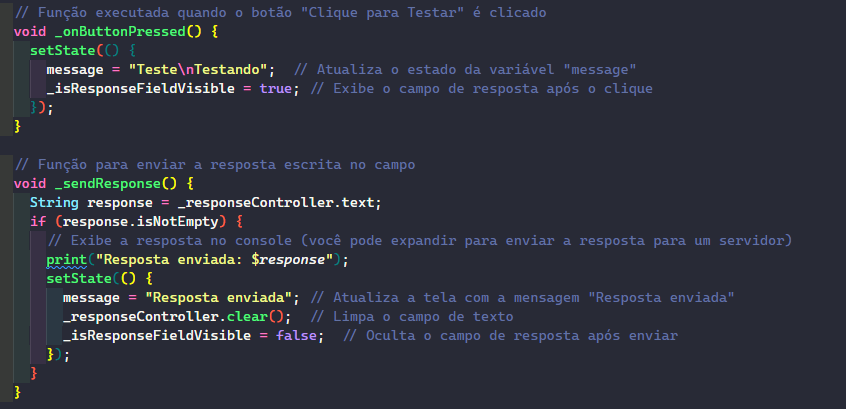 // Função executada quando o botão "Clique para Testar" é clicado
void _onButtonPressed() {
  setState(() {
    message = "Teste\nTestando";  // Atualiza o estado da variável "message"
    _isResponseFieldVisible = true; // Exibe o campo de resposta após o clique
  });
}

// Função para enviar a resposta escrita no campo
void _sendResponse() {
  String response = _responseController.text;
  if (response.isNotEmpty) {
    // Exibe a resposta no console (você pode expandir para enviar a resposta para um servidor)
    print("Resposta enviada: $response");
    setState(() {
      message = "Resposta enviada"; // Atualiza a tela com a mensagem "Resposta enviada"
      _responseController.clear();  // Limpa o campo de texto
      _isResponseFieldVisible = false;  // Oculta o campo de resposta após enviar
    });
  }
}